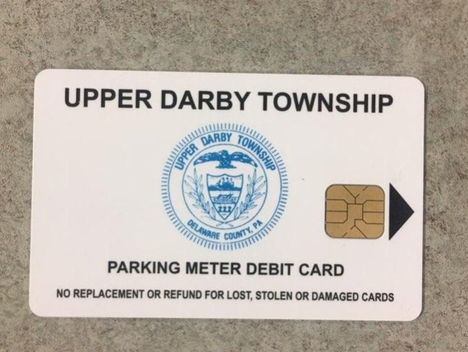 UPPER DARBY TOWNSHIP
UPPER DARBY TOWNSHIP
DELAWARE COUNTY, PA
PARKING METER DEBIT CARD
NO REPLACEMENT OR REFUND FOR LOST, STOLEN OR DAMAGED CARDS